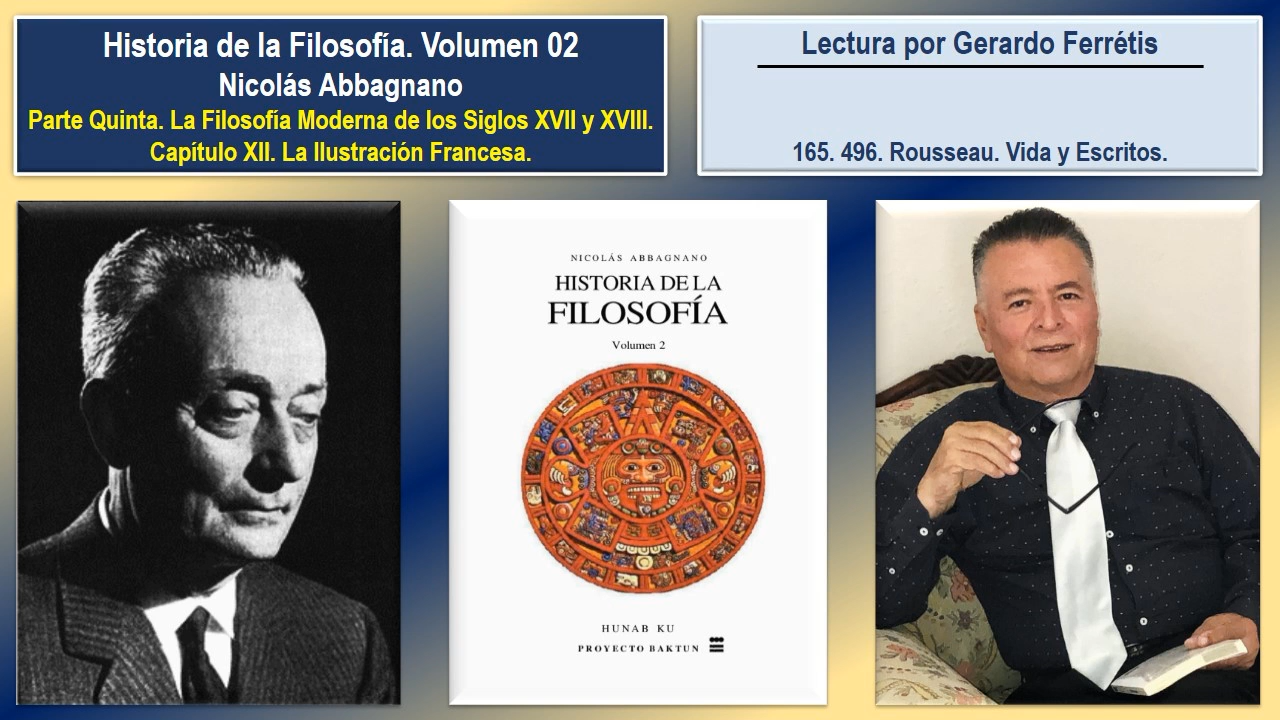 Historia de la Filosofía. Volumen 02
Nicolás Abbagnano
Parte Quinta. La Filosofía Moderna de los Siglos XVII y XVIII.
Capítulo XII. La Ilustración Francesa.
Lectura por Gerardo Ferrétis
165. 496. Rousseau. Vida y Escritos.
NICOLÁS ABBAGNANO
HISTORIA DE LA
FILOSOFÍA
Volumen 2
HUNAB KU
PROYECTO BAKTUN